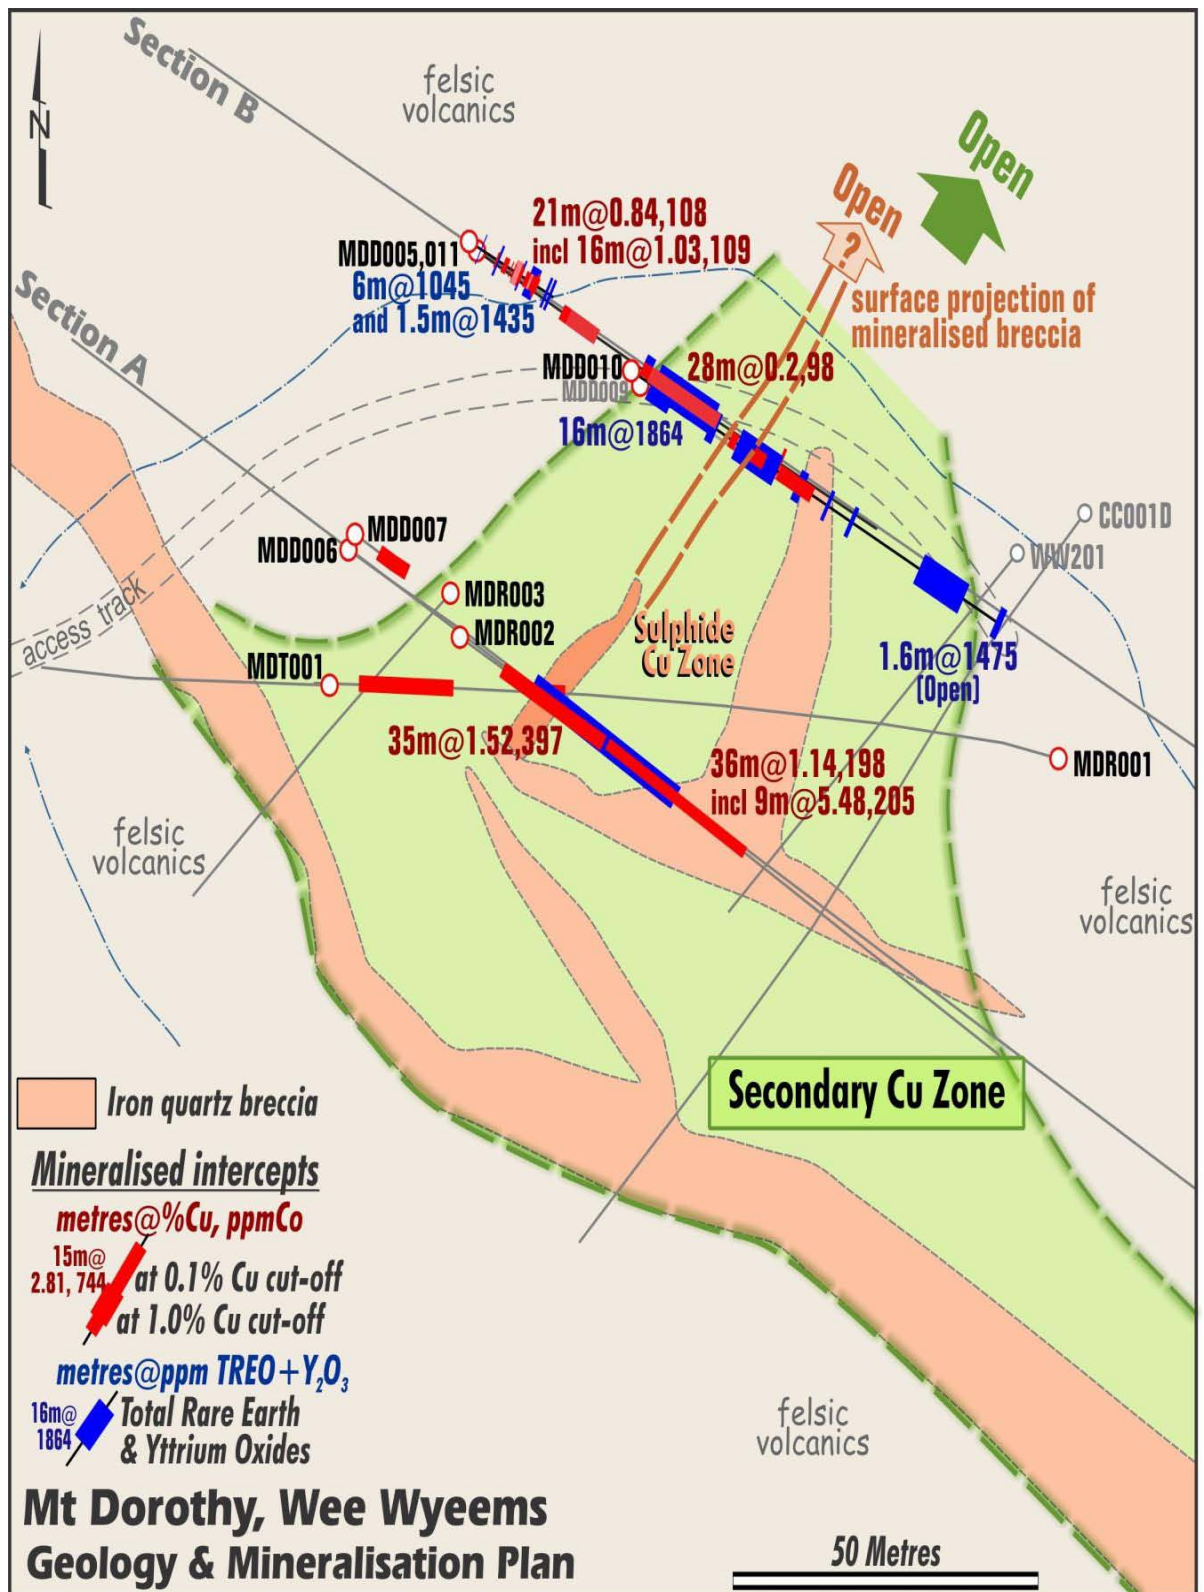 Section B
felsic
volcanics
N
Open
Open
?
21m@0.84,108
incl 16m@1.03,109
MDD005,011
6m@1045
and 1.5m@1435
surface projection of
mineralised breccia
Section A
MDD010
MDD009
28m@0.2,98
16m@1864
CC001D
WW201
MDD007
MDD006
MDR003
MDR002
access track
Sulphide
Cu Zone
1.6m@1475
[Open]
MDT001
35m@1.52,397
36m@1.14,198
incl 9m@5.48,205
MDR001
felsic
volcanics
felsic
volcanics
Secondary Cu Zone
Iron quartz breccia
Mineralised intercepts
metres@%Cu, ppmCo
15m@
2.81, 744
at 0.1% Cu cut-off
at 1.0% Cu cut-off
metres@ppm TREO+Y₂O₃
16m@
1864
Total Rare Earth
& Yttrium Oxides
felsic
volcanics
Mt Dorothy, Wee Wyeems
Geology & Mineralisation Plan
50 Metres